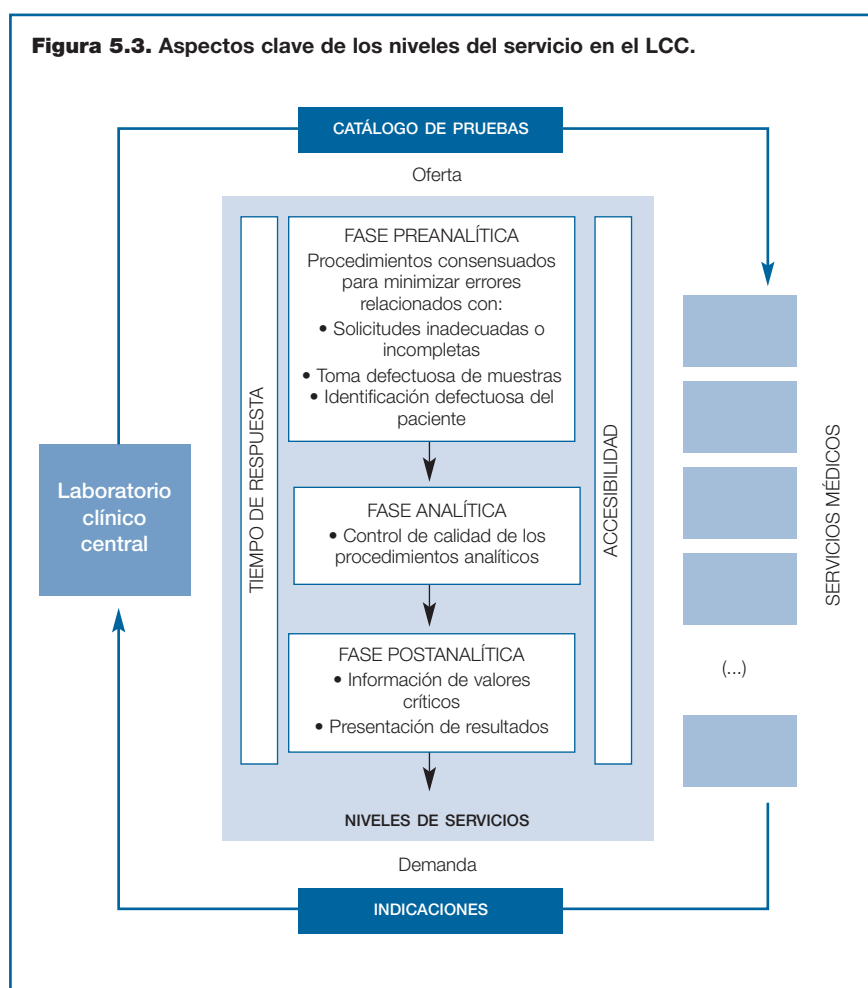 Figura 5.3. Aspectos clave de los niveles del servicio en el LCC.
CATÁLOGO DE PRUEBAS
Oferta
Laboratorio
clínico
central
TIEMPO DE RESPUESTA
FASE PREANALÍTICA
Procedimientos consensuados
para minimizar errores
relacionados con:
• Solicitudes inadecuadas o
incompletas
• Toma defectuosa de muestras
• Identificación defectuosa del
paciente
FASE ANALÍTICA
• Control de calidad de los
procedimientos analíticos
FASE POSTANALÍTICA
• Información de valores
críticos
• Presentación de resultados
ACCESIBILIDAD
NIVELES DE SERVICIOS
SERVICIOS MÉDICOS
(...)
Demanda
INDICACIONES